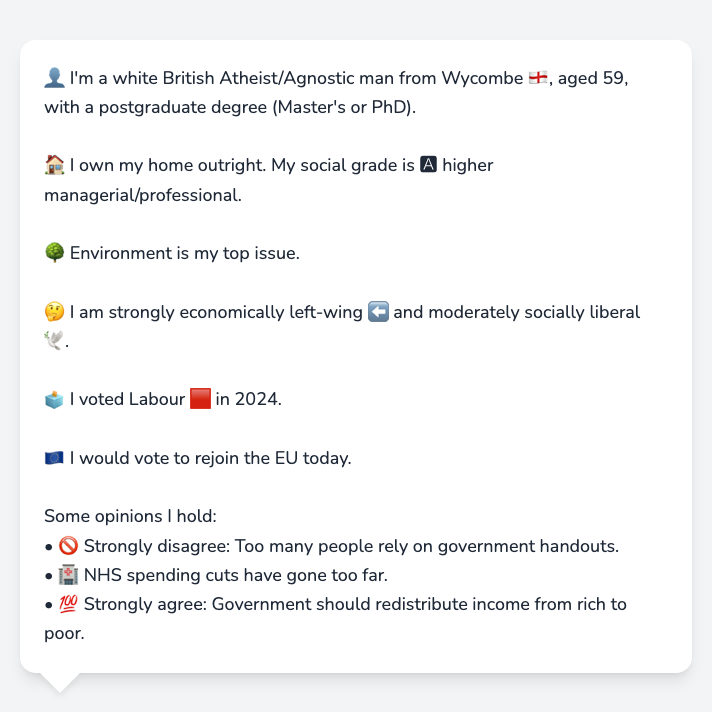 👤 I'm a white British Atheist/Agnostic man from Wycombe 🏴󠁧󠁢󠁥󠁮󠁧󠁿, aged 59,
with a postgraduate degree (Master's or PhD).
🏠 I own my home outright. My social grade is 🅰 higher
managerial/professional.
🌳 Environment is my top issue.
🤔 I am strongly economically left-wing ⬅️ and moderately socially liberal
🕊️.
🗳️ I voted Labour 🟥 in 2024.
🇪🇺 I would vote to rejoin the EU today.
Some opinions I hold:
• 🚫 Strongly disagree: Too many people rely on government handouts.
• 🏥 NHS spending cuts have gone too far.
• 💯 Strongly agree: Government should redistribute income from rich to
poor.